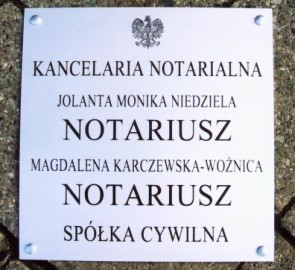 KANCELARIA NOTARIALNA
JOLANTA MONIKA NIEDZIELA
NOTARIUSZ
MAGDALENA KARCZEWSKA-WOŹNICA
NOTARIUSZ
SPÓŁKA CYWILNA